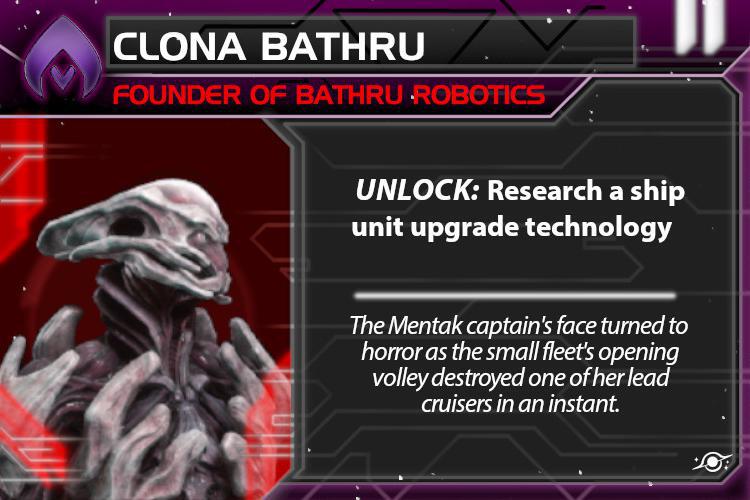 CLONA BATHRU
FOUNDER OF BATHRU ROBOTICS
UNLOCK: Research a ship
unit upgrade technology
The Mentak captain's face turned to
horror as the small fleet's opening
volley destroyed one of her lead
cruisers in an instant.